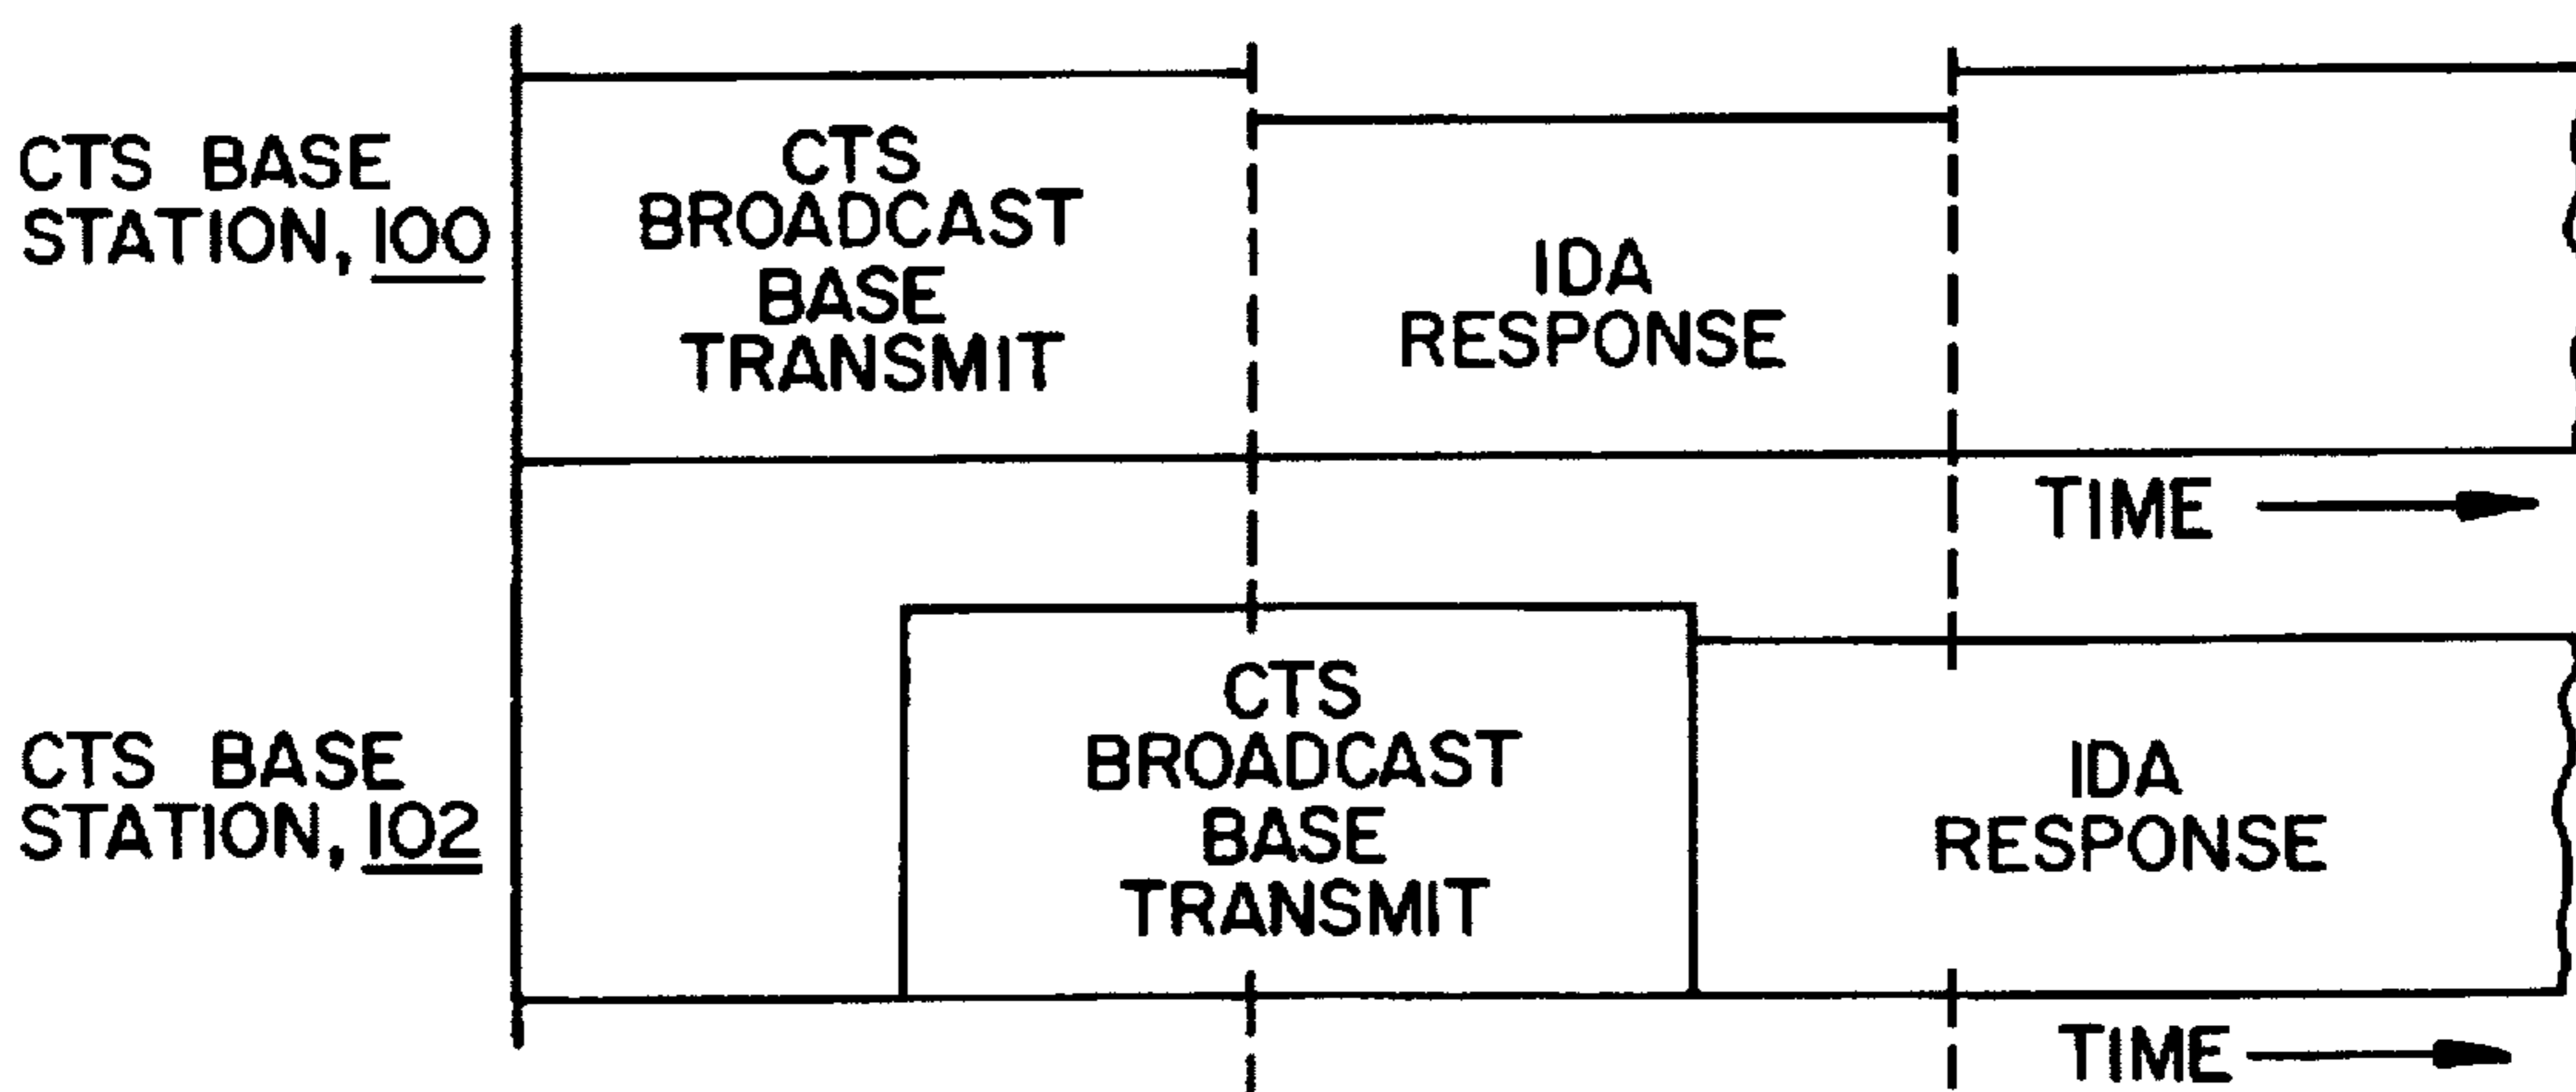 CTS BASE
STATION, 100
CTS
BROADCAST
BASE
TRANSMIT
IDA
RESPONSE
TIME
CTS BASE
STATION, 102
CTS
BROADCAST
BASE
TRANSMIT
IDA
RESPONSE
TIME